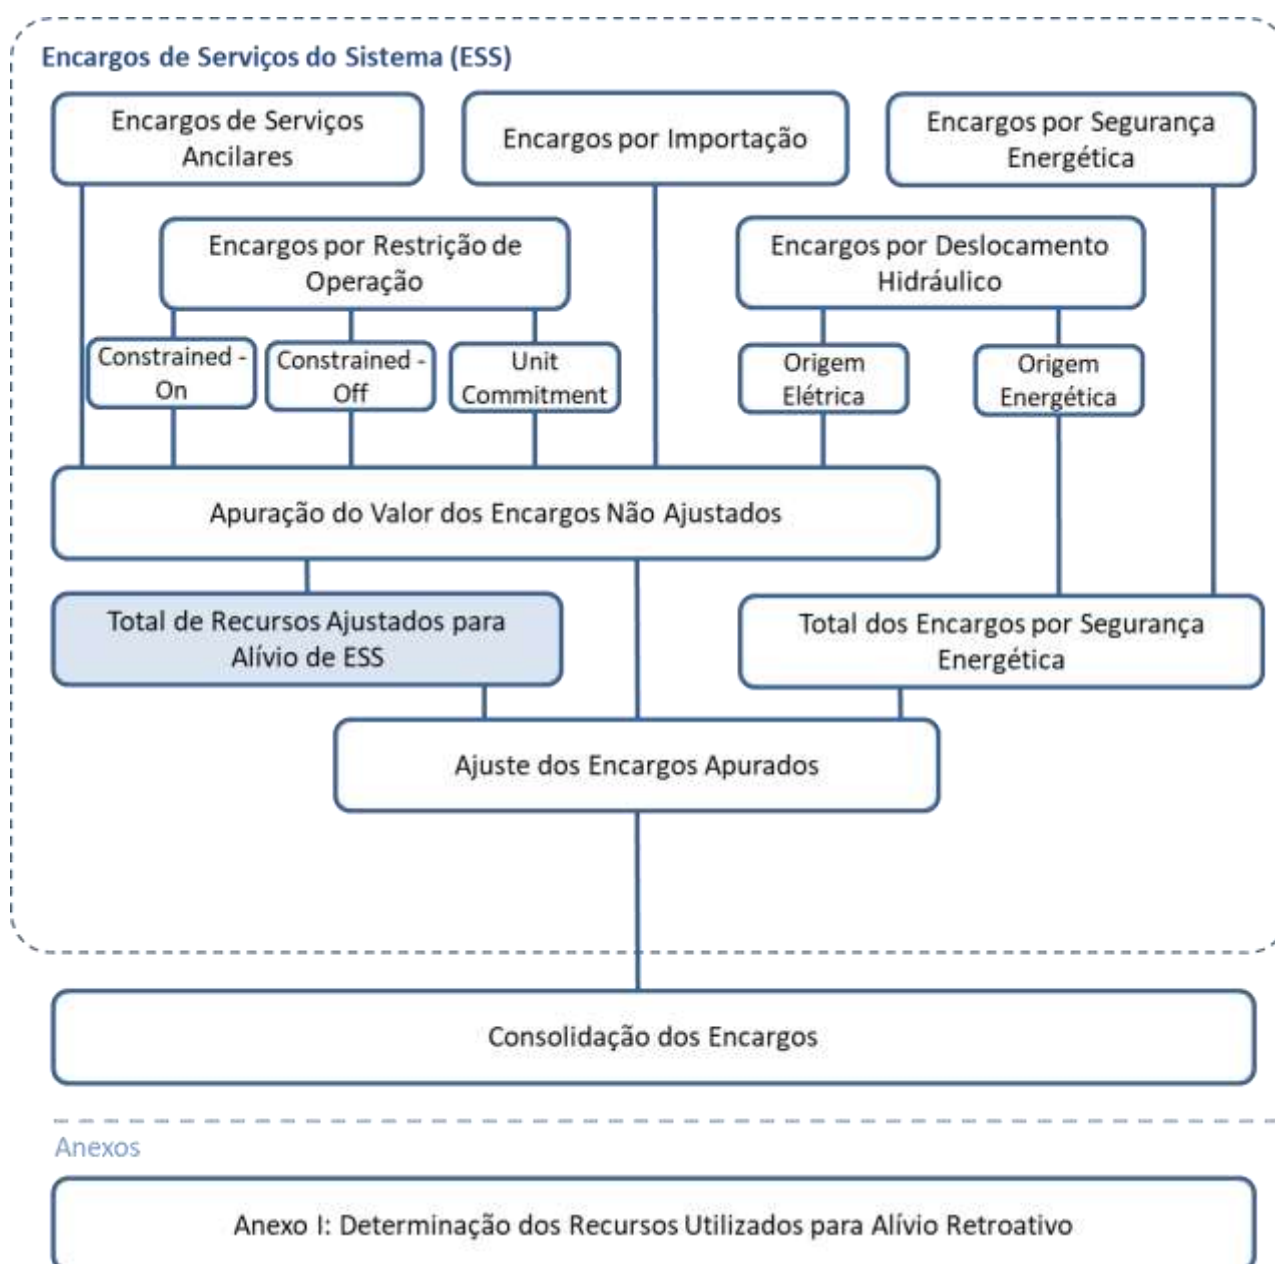 Encargos de Serviços do Sistema (ESS)
Encargos de Serviços
Ancilares
Encargos por Importação
Encargos por Segurança
Energética
Encargos por Restrição de
Operação
Encargos por Deslocamento
Hidráulico
Constrained -
On
Constrained -
Off
Unit
Commitment
Origem
Elétrica
Origem
Energética
Apuração do Valor dos Encargos Não Ajustados
Total de Recursos Ajustados para
Alívio de ESS
Total dos Encargos por Segurança
Energética
Ajuste dos Encargos Apurados
Consolidação dos Encargos
Anexos
Anexo I: Determinação dos Recursos Utilizados para Alívio Retroativo